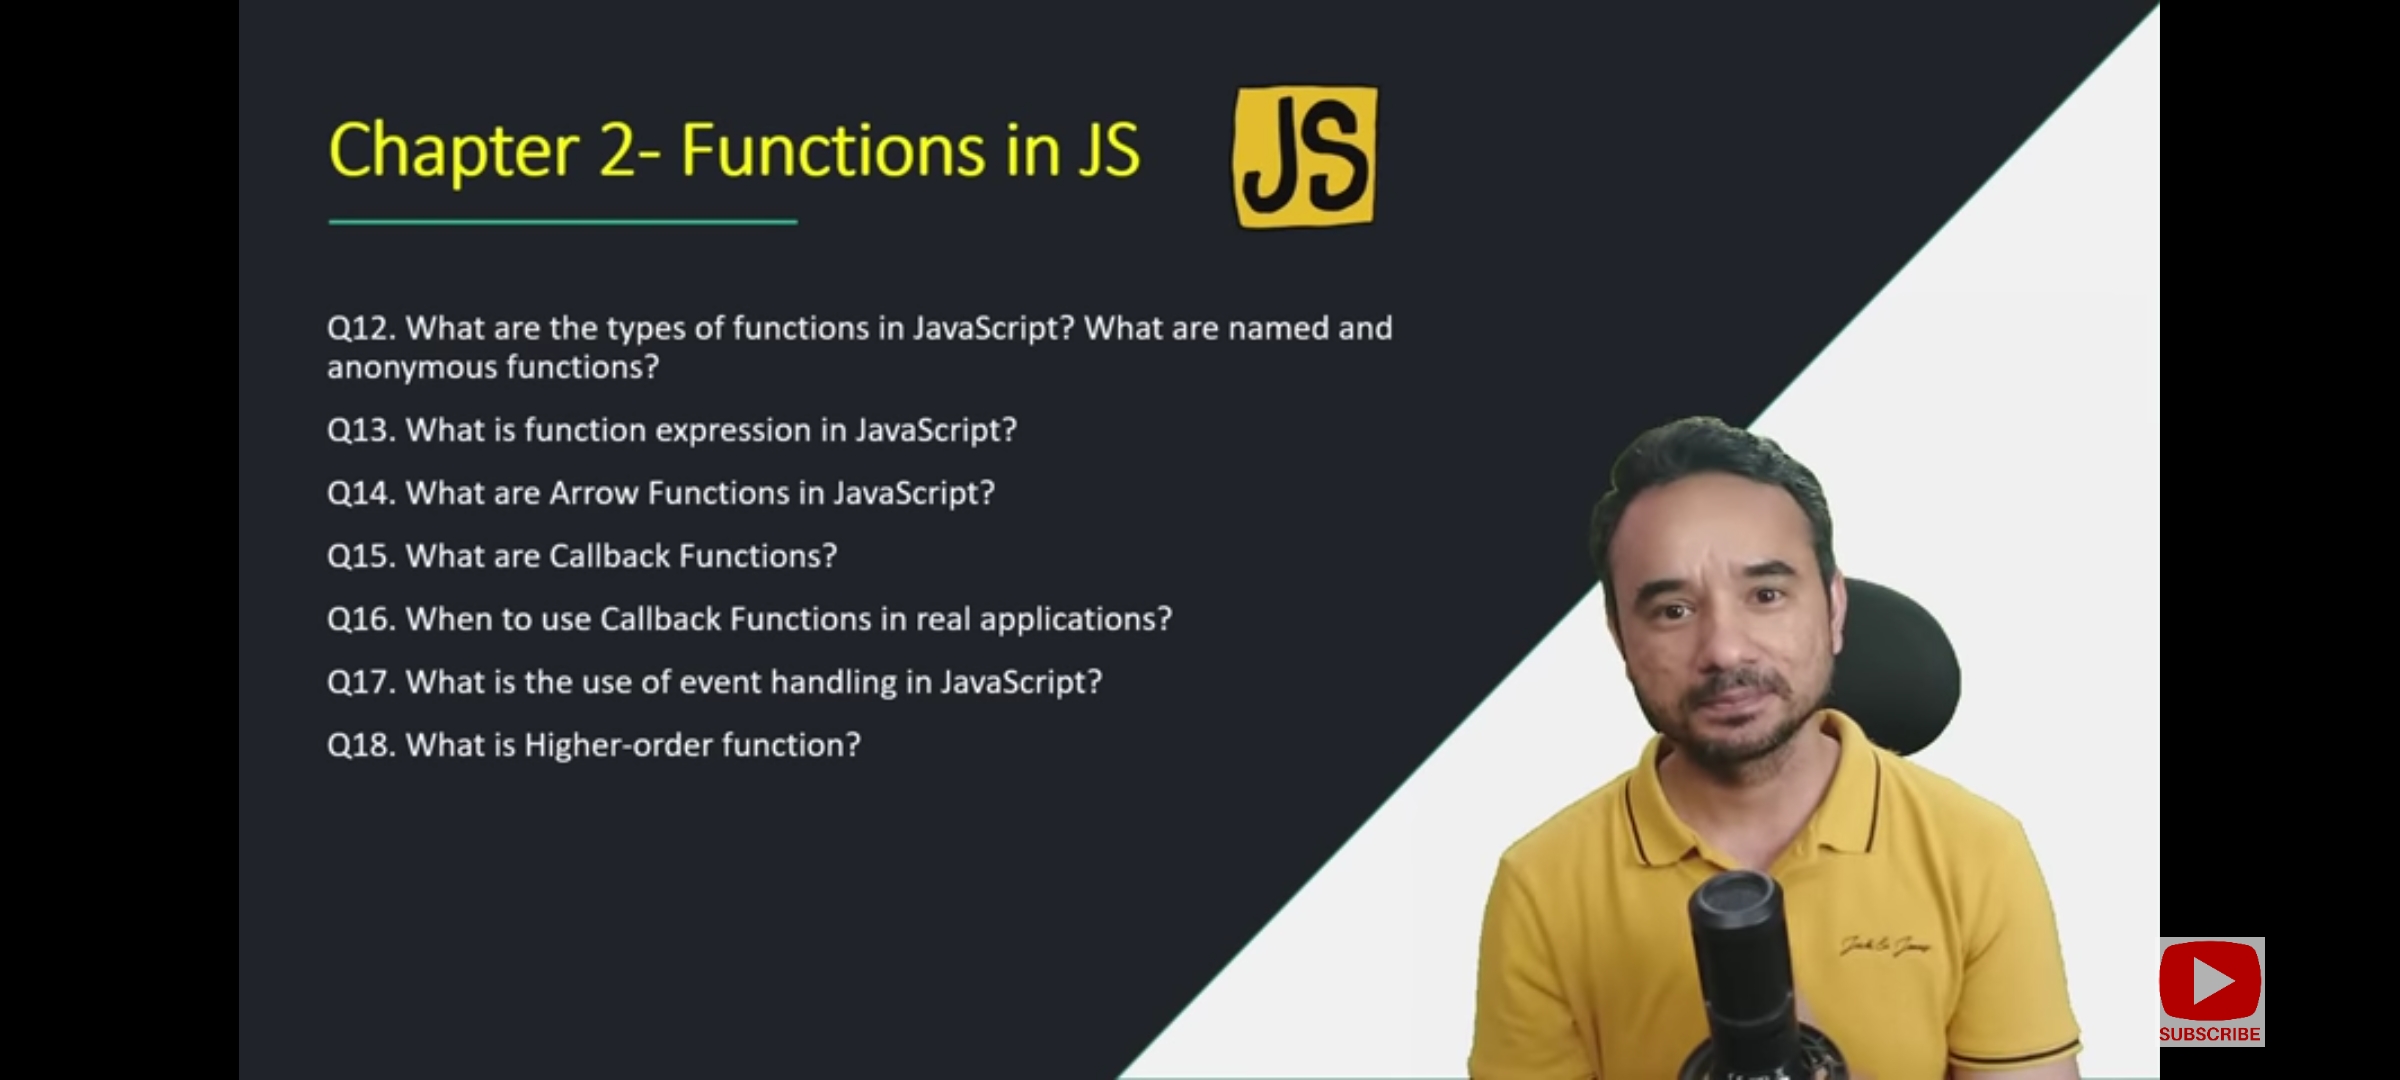 Chapter 2- Functions in JS
JS
Q12. What are the types of functions in JavaScript? What are named and
anonymous functions?
Q13. What is function expression in JavaScript?
Q14. What are Arrow Functions in JavaScript?
Q15. What are Callback Functions?
Q16. When to use Callback Functions in real applications?
Q17. What is the use of event handling in JavaScript?
Q18. What is Higher-order function?
Jack & Jones
SUBSCRIBE